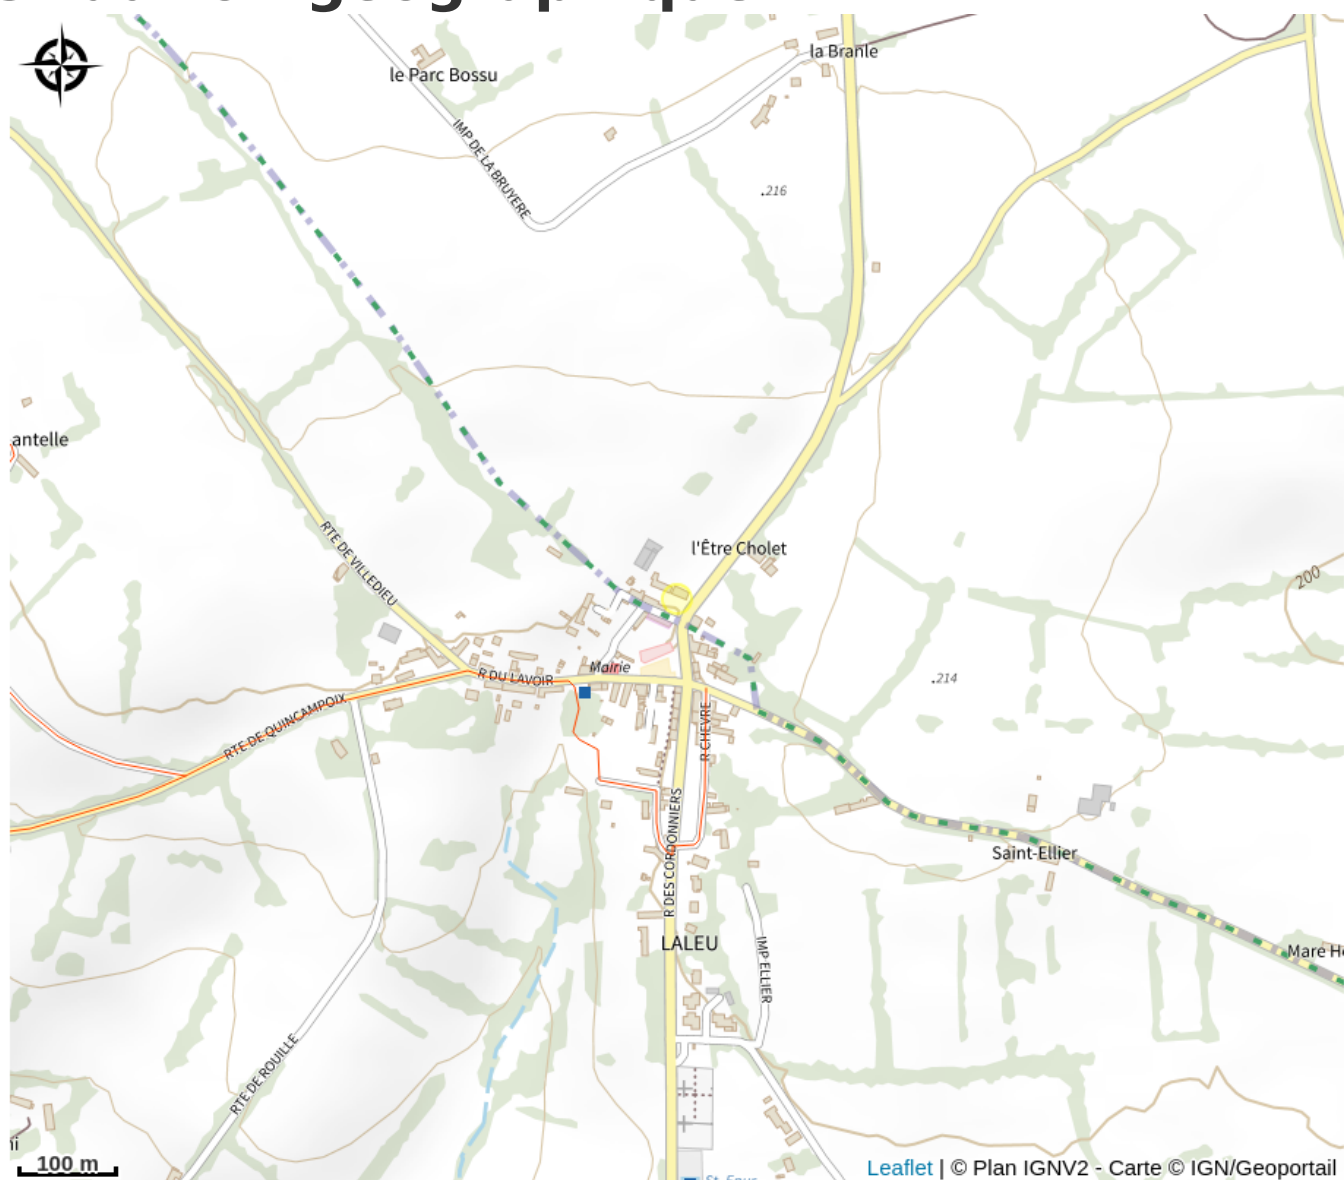 la Branle
le Parc Bossu
IMP DE LA BRUYERE
216
antelle
RTE DE VILLEDIEU
l'Être Cholet
200
Mairie
R DU LAVOIR
214
RTE DE QUINCAMPOIX
R CHEVRE
R DES CORDONNIERS
Saint-Ellier
LALEU
IMP ELLIER
Mare H
RTE DE ROUILLE
100 m
Leaflet | © Plan IGNV2 - Carte © IGN/Geoportail